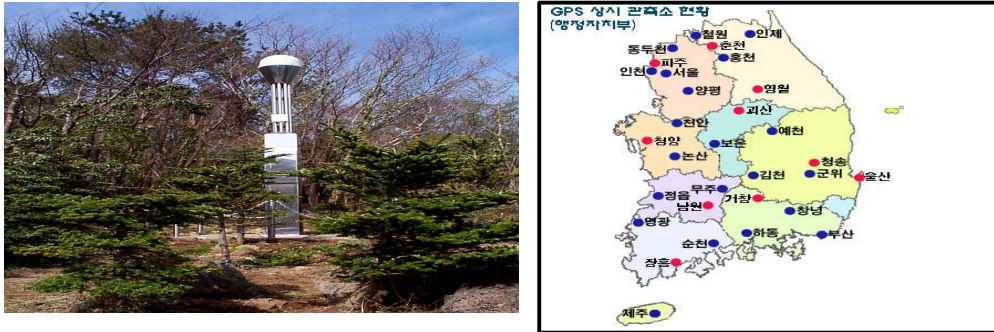 GPS 상시 관측소 현황
(행정자치부)
철원
인제
동두천
춘천
홍천
파주
인천
서울
양평
영월
괴산
천안
예천
청양
보은
논산
청송
군위
김천
울산
무주
정읍
거창
남원
창녕
영광
하동
부산
순천
장흥
제주